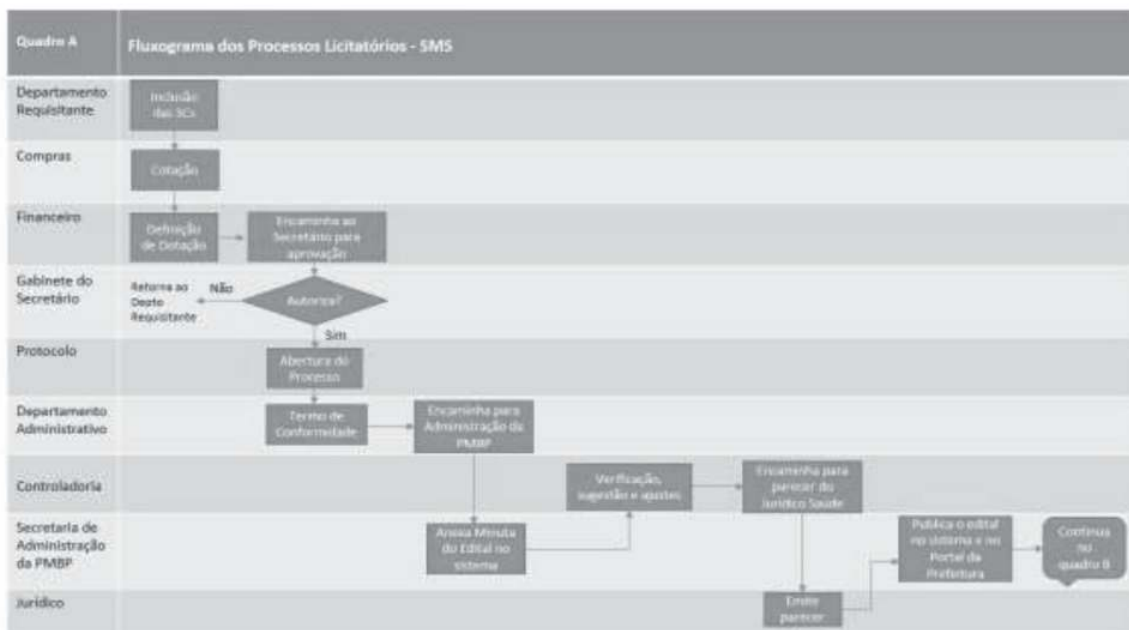 Quadro A
Fluxograma dos Processos Licitatórios - SMS
Departamento
Requisitante
Inclusão
das SCs
Compras
Cotação
Financeiro
Definição
de Dotação
Encaminha ao
Secretário para
aprovação
Gabinete do
Secretário
Retorna ao
Depto
Requisitante
Não
Autoriza?
Sim
Protocolo
Abertura do
Processo
Departamento
Administrativo
Termo de
Conformidade
Encaminha para
Administração da
PMBP
Controladoria
Verificação,
sugestão e ajustes
Encaminha para
parecer do
Jurídico Saúde
Secretaria de
Administração
da PMBP
Anexa Minuta
do Edital no
sistema
Publica o edital
no sistema e no
Portal da
Prefeitura
Continua
no
quadro B
Jurídico
Emite
parecer